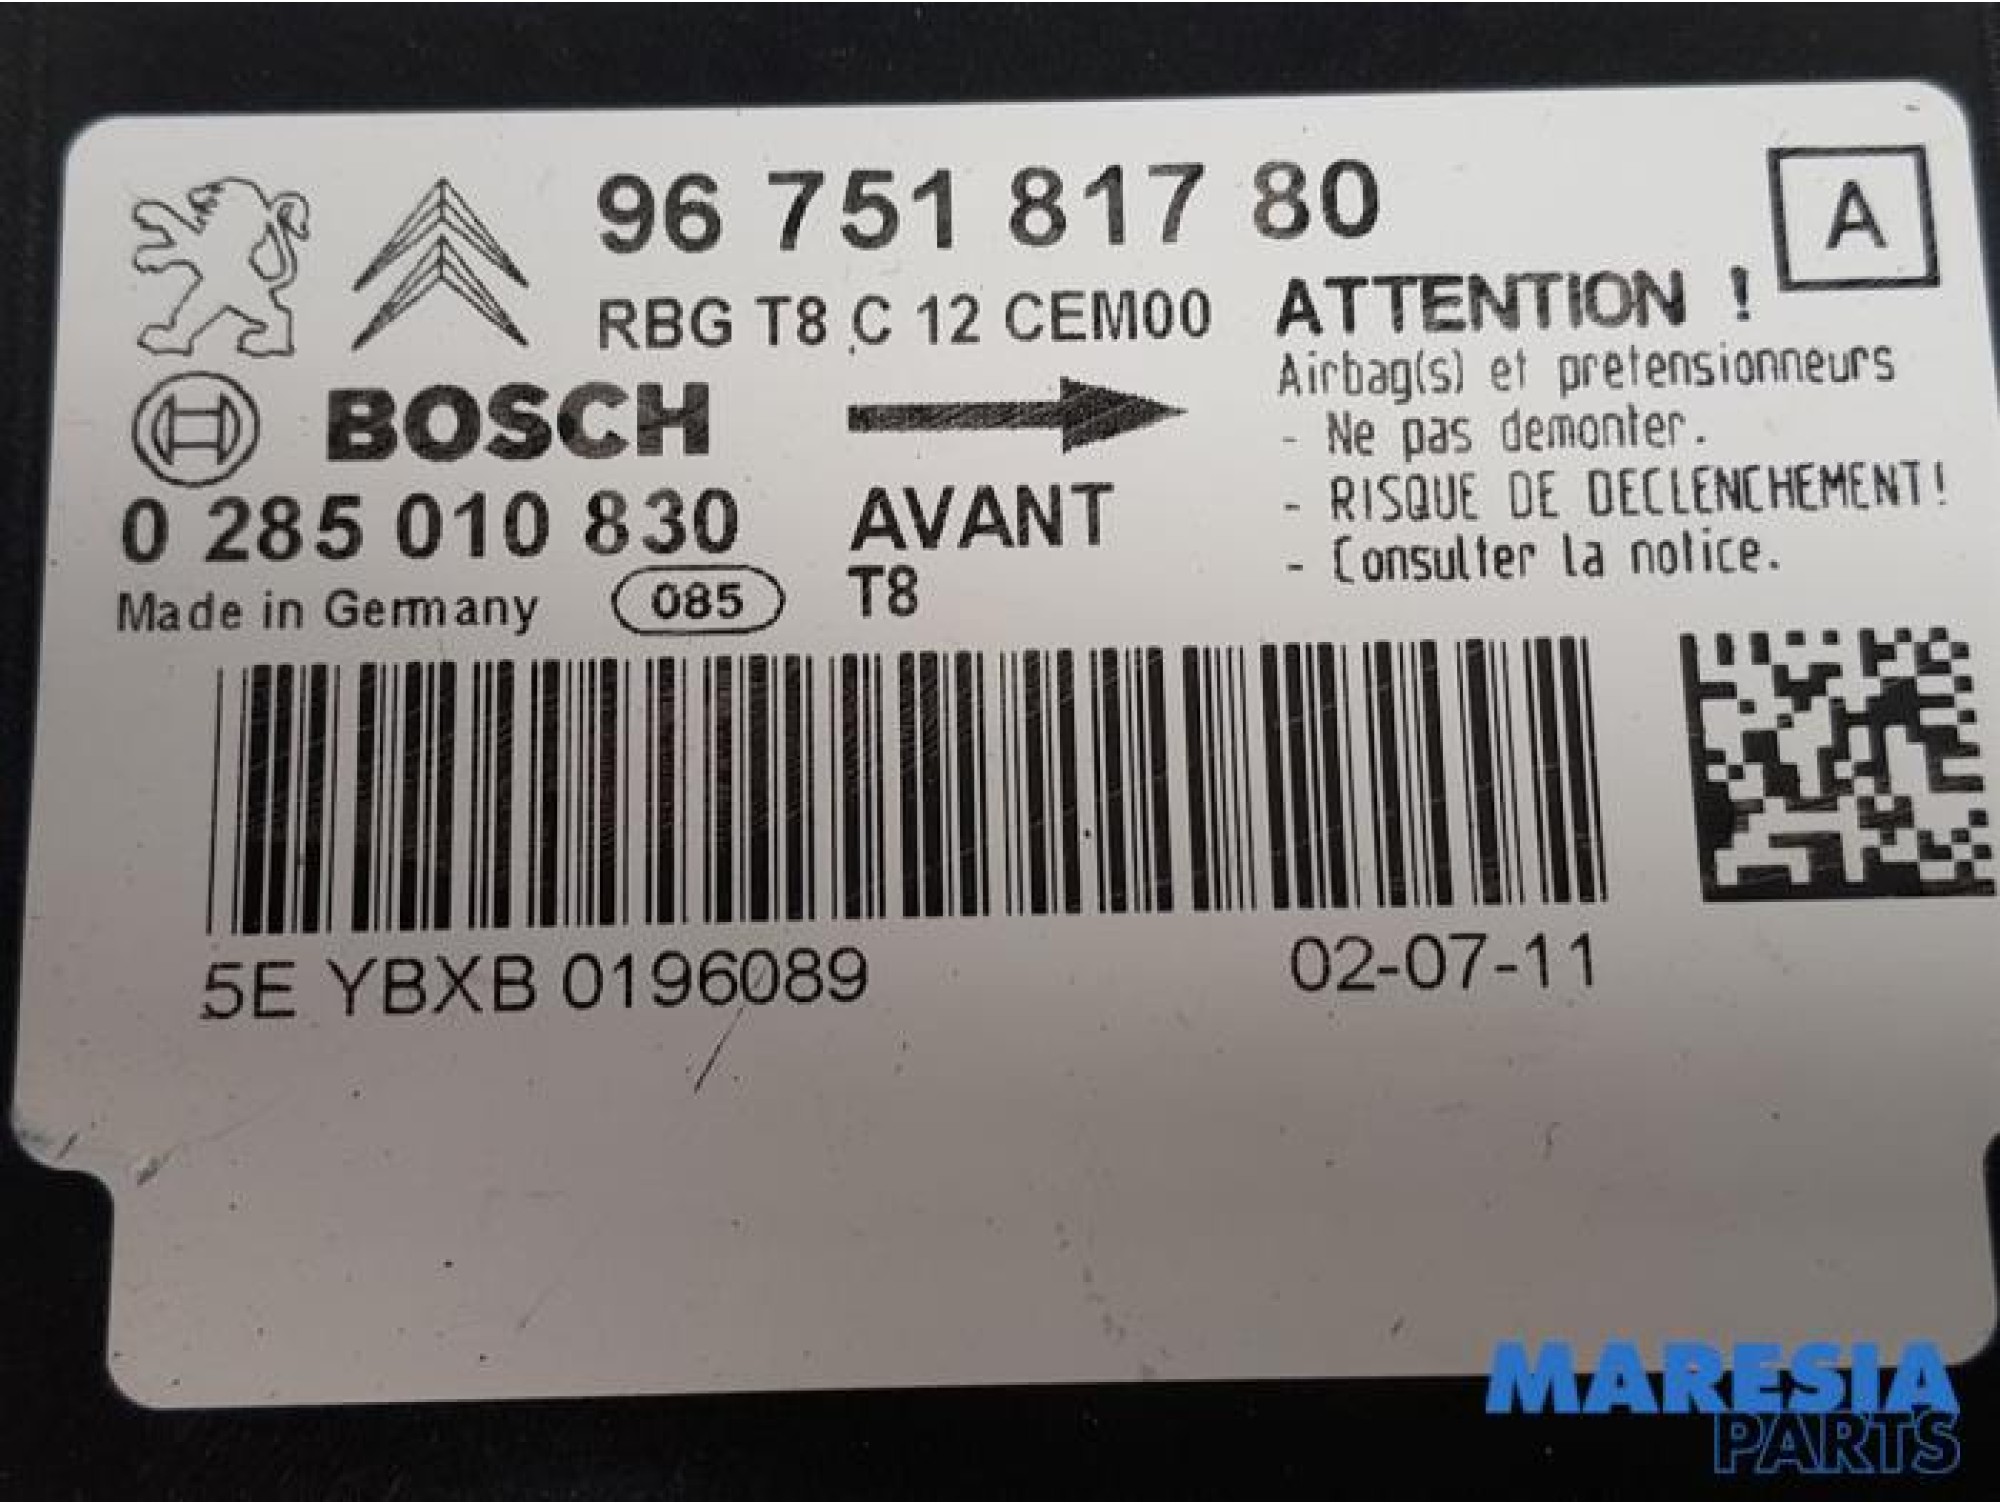 96 751 817 80
A
RBG T8 C 12 CEM00
ATTENTION !
Airbag(s) et pretensionneurs
- Ne pas demonter.
- RISQUE DE DECLENCHEMENT!
- Consulter la notice.
BOSCH
0 285 010 830
AVANT
Made in Germany
085
T8
5E YBXB 0196089
02-07-11
MARESIA
PARTS